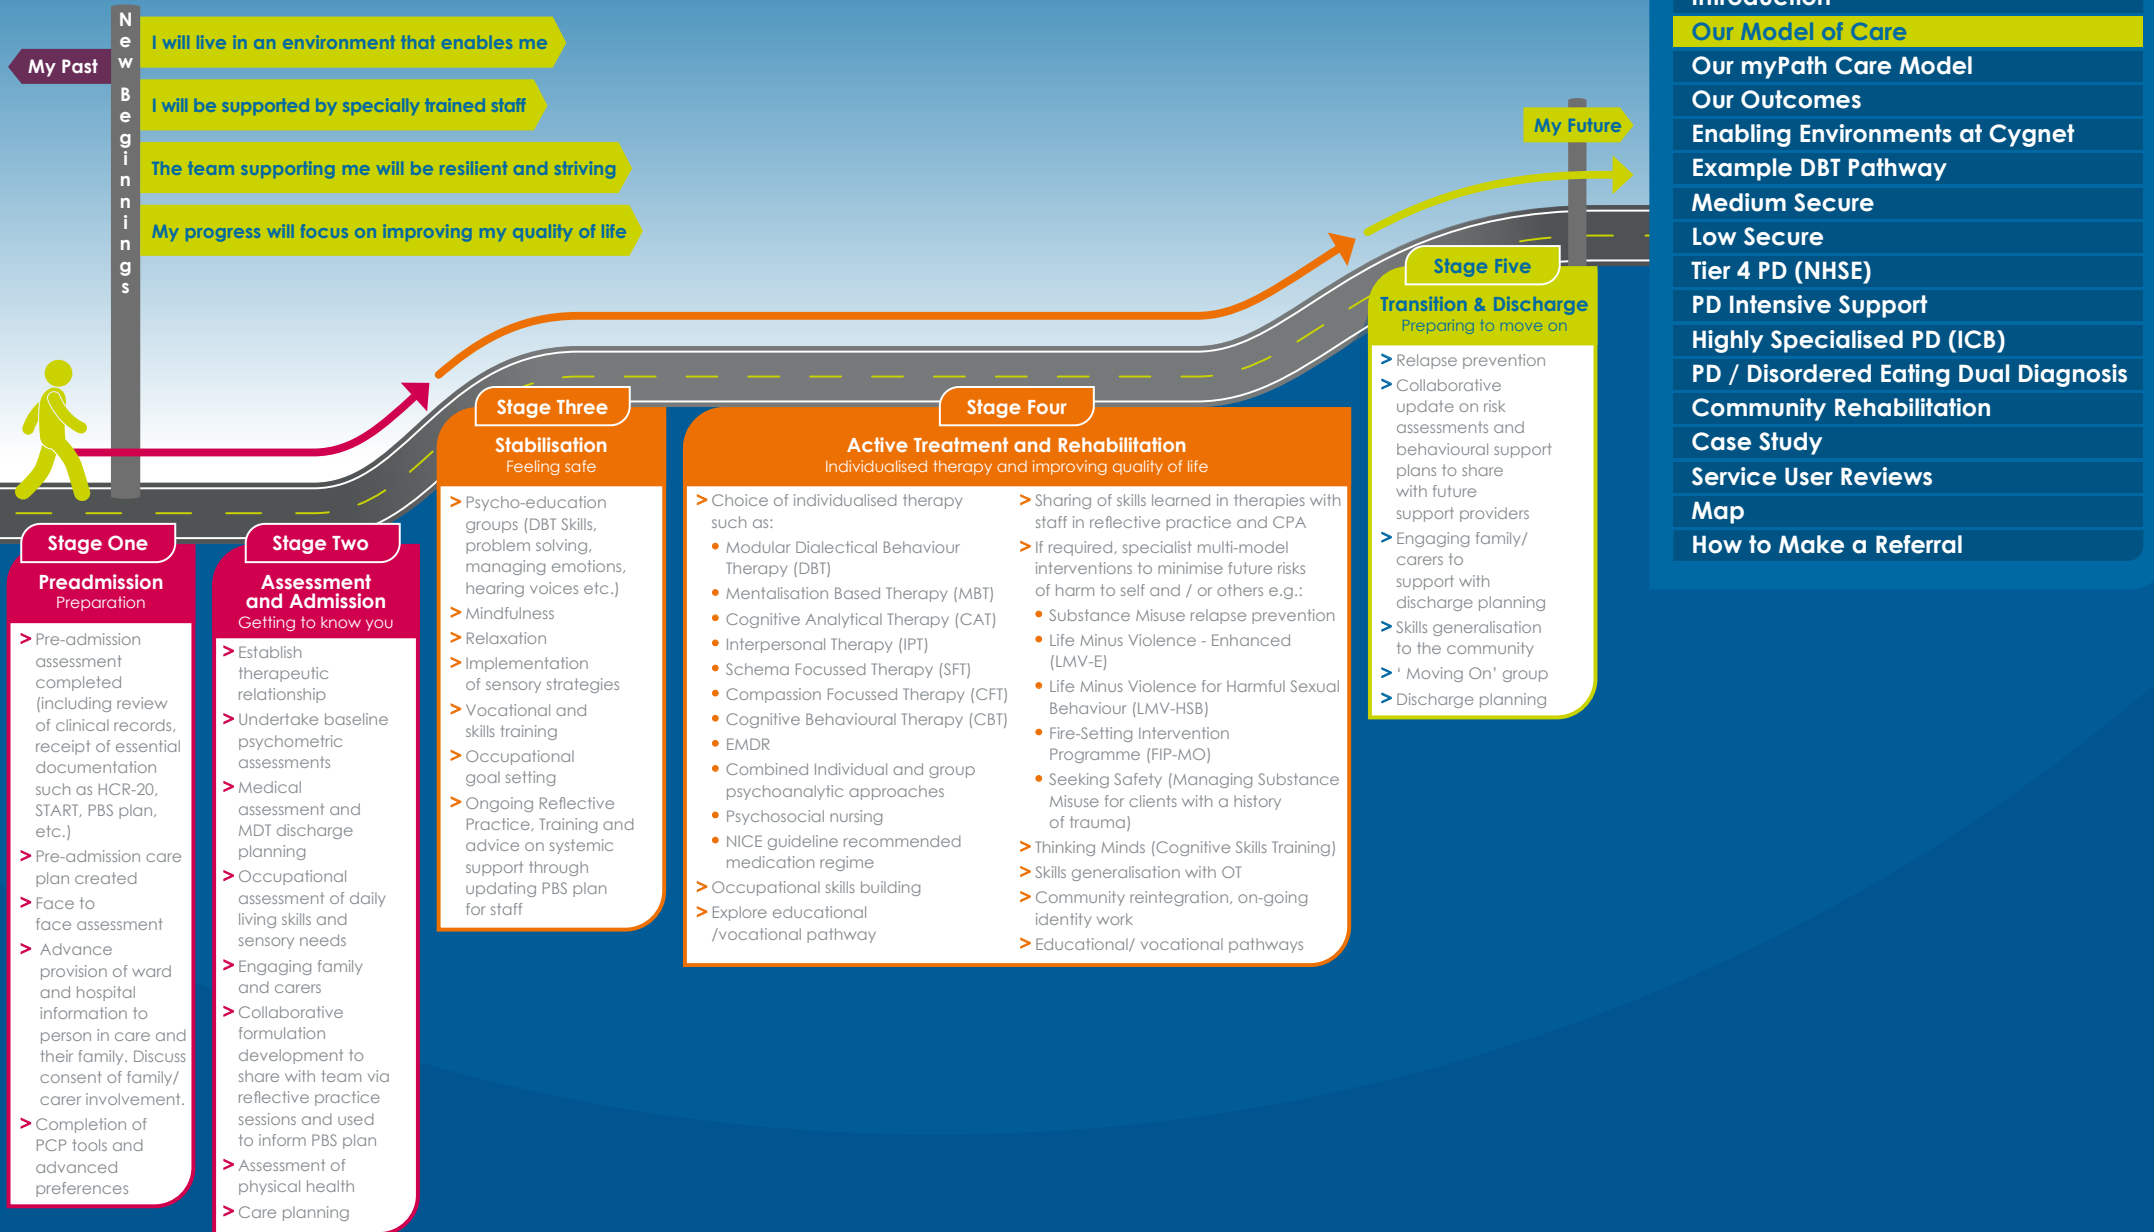 My Past
New Beginnings
I will live in an environment that enables me
I will be supported by specially trained staff
The team supporting me will be resilient and striving
My progress will focus on improving my quality of life
My Future
Stage One
Preadmission
Preparation
> Pre-admission
assessment
completed
(including review
of clinical records,
receipt of essential
documentation
such as HCR-20,
START, PBS plan,
etc.)
> Pre-admission care
plan created
> Face to
face assessment
> Advance
provision of ward
and hospital
information to
person in care and
their family. Discuss
consent of family/
carer involvement.
> Completion of
PCP tools and
advanced
preferences
Stage Two
Assessment
and Admission
Getting to know you
> Establish
therapeutic
relationship
> Undertake baseline
psychometric
assessments
> Medical
assessment and
MDT discharge
planning
> Occupational
assessment of daily
living skills and
sensory needs
> Engaging family
and carers
> Collaborative
formulation
development to
share with team via
reflective practice
sessions and used
to inform PBS plan
> Assessment of
physical health
> Care planning
Stage Three
Stabilisation
Feeling safe
> Psycho-education
groups (DBT Skills,
problem solving,
managing emotions,
hearing voices etc.)
> Mindfulness
> Relaxation
> Implementation
of sensory strategies
> Vocational and
skills training
> Occupational
goal setting
> Ongoing Reflective
Practice, Training and
advice on systemic
support through
updating PBS plan
for staff
Stage Four
Active Treatment and Rehabilitation
Individualised therapy and improving quality of life
> Choice of individualised therapy
such as:
• Modular Dialectical Behaviour
Therapy (DBT)
• Mentalisation Based Therapy (MBT)
• Cognitive Analytical Therapy (CAT)
• Interpersonal Therapy (IPT)
• Schema Focussed Therapy (SFT)
• Compassion Focussed Therapy (CFT)
• Cognitive Behavioural Therapy (CBT)
• EMDR
• Combined Individual and group
psychoanalytic approaches
• Psychosocial nursing
• NICE guideline recommended
medication regime
> Occupational skills building
> Explore educational
/vocational pathway
> Sharing of skills learned in therapies with
staff in reflective practice and CPA
> If required, specialist multi-model
interventions to minimise future risks
of harm to self and / or others e.g.:
• Substance Misuse relapse prevention
• Life Minus Violence - Enhanced
(LMV-E)
• Life Minus Violence for Harmful Sexual
Behaviour (LMV-HSB)
• Fire-Setting Intervention
Programme (FIP-MO)
• Seeking Safety (Managing Substance
Misuse for clients with a history
of trauma)
> Thinking Minds (Cognitive Skills Training)
> Skills generalisation with OT
> Community reintegration, on-going
identity work
> Educational/ vocational pathways
Stage Five
Transition & Discharge
Preparing to move on
> Relapse prevention
> Collaborative
update on risk
assessments and
behavioural support
plans to share
with future
support providers
> Engaging family/
carers to
support with
discharge planning
> Skills generalisation
to the community
> ' Moving On' group
> Discharge planning
Introduction
Our Model of Care
Our myPath Care Model
Our Outcomes
Enabling Environments at Cygnet
Example DBT Pathway
Medium Secure
Low Secure
Tier 4 PD (NHSE)
PD Intensive Support
Highly Specialised PD (ICB)
PD / Disordered Eating Dual Diagnosis
Community Rehabilitation
Case Study
Service User Reviews
Map
How to Make a Referral